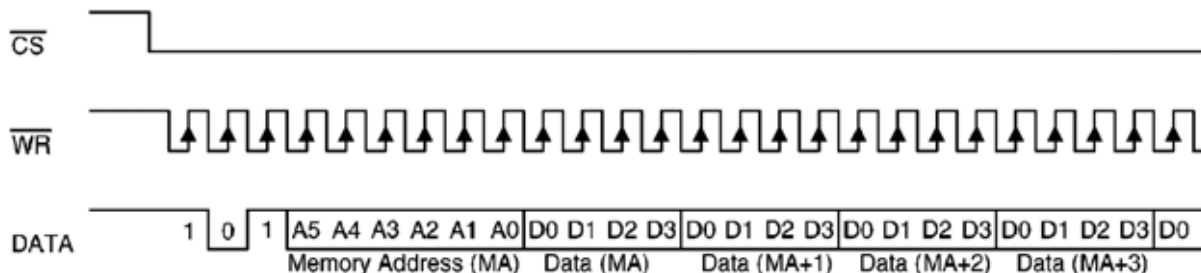 CS
WR
DATA 1 0 1 A5 A4 A3 A2 A1 A0 D0 D1 D2 D3 D0 D1 D2 D3 D0 D1 D2 D3 D0 D1 D2 D3 D0
Memory Address (MA) Data (MA) Data (MA+1) Data (MA+2) Data (MA+3)